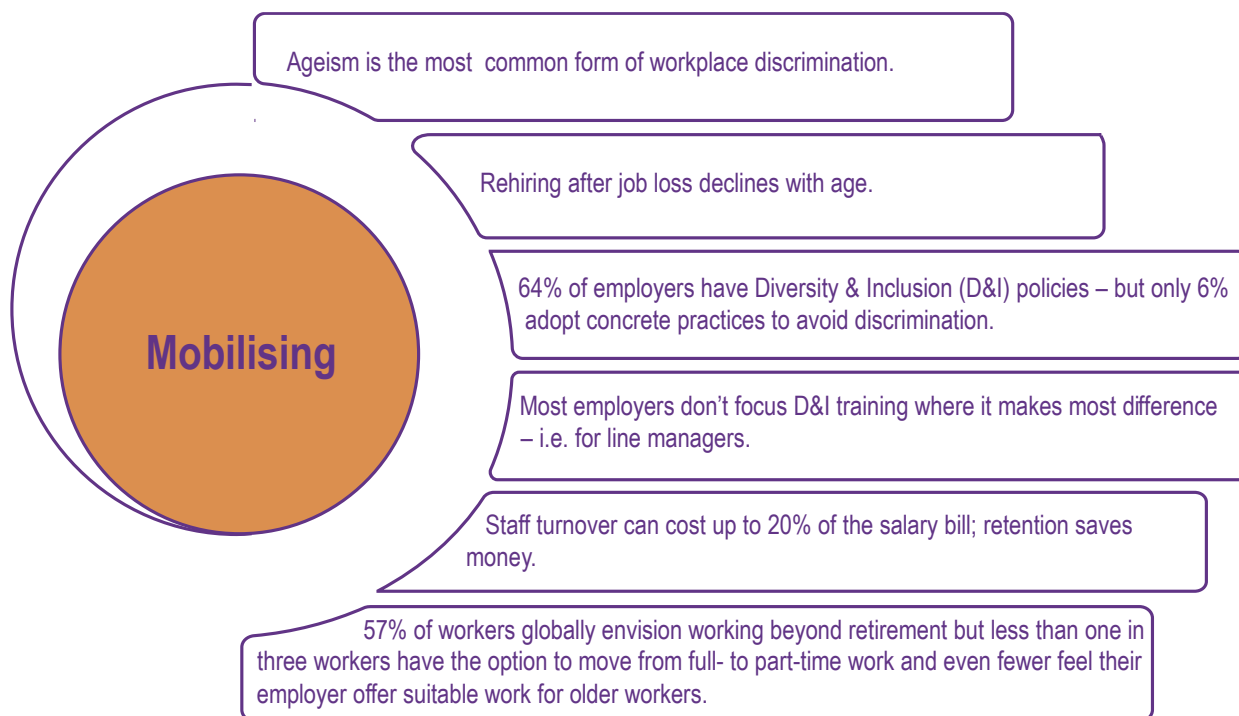 Ageism is the most  common form of workplace discrimination.
Rehiring after job loss declines with age.
Mobilising
64% of employers have Diversity & Inclusion (D&I) policies – but only 6%
adopt concrete practices to avoid discrimination.
Most employers don’t focus D&I training where it makes most difference
– i.e. for line managers.
Staff turnover can cost up to 20% of the salary bill; retention saves
money.
57% of workers globally envision working beyond retirement but less than one in
three workers have the option to move from full- to part-time work and even fewer feel their
employer offer suitable work for older workers.